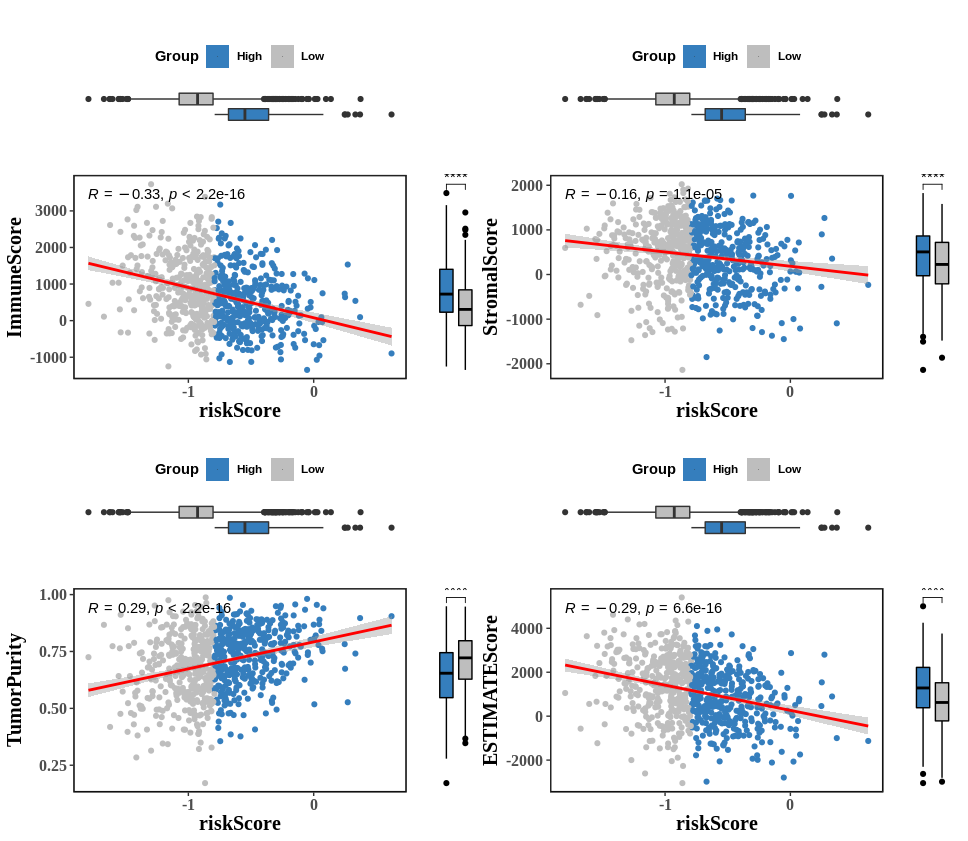 Group High Low
R = −0.33, p < 2.2e-16
****
ImmuneScore
3000
2000
1000
0
-1000
-1 0
riskScore
Group High Low
R = −0.16, p = 1.1e-05
****
StromalScore
2000
1000
0
-1000
-2000
-1 0
riskScore
Group High Low
R = 0.29, p < 2.2e-16
****
TumorPurity
1.00
0.75
0.50
0.25
-1 0
riskScore
Group High Low
R = −0.29, p = 6.6e-16
****
ESTIMATEScore
4000
2000
0
-2000
-1 0
riskScore